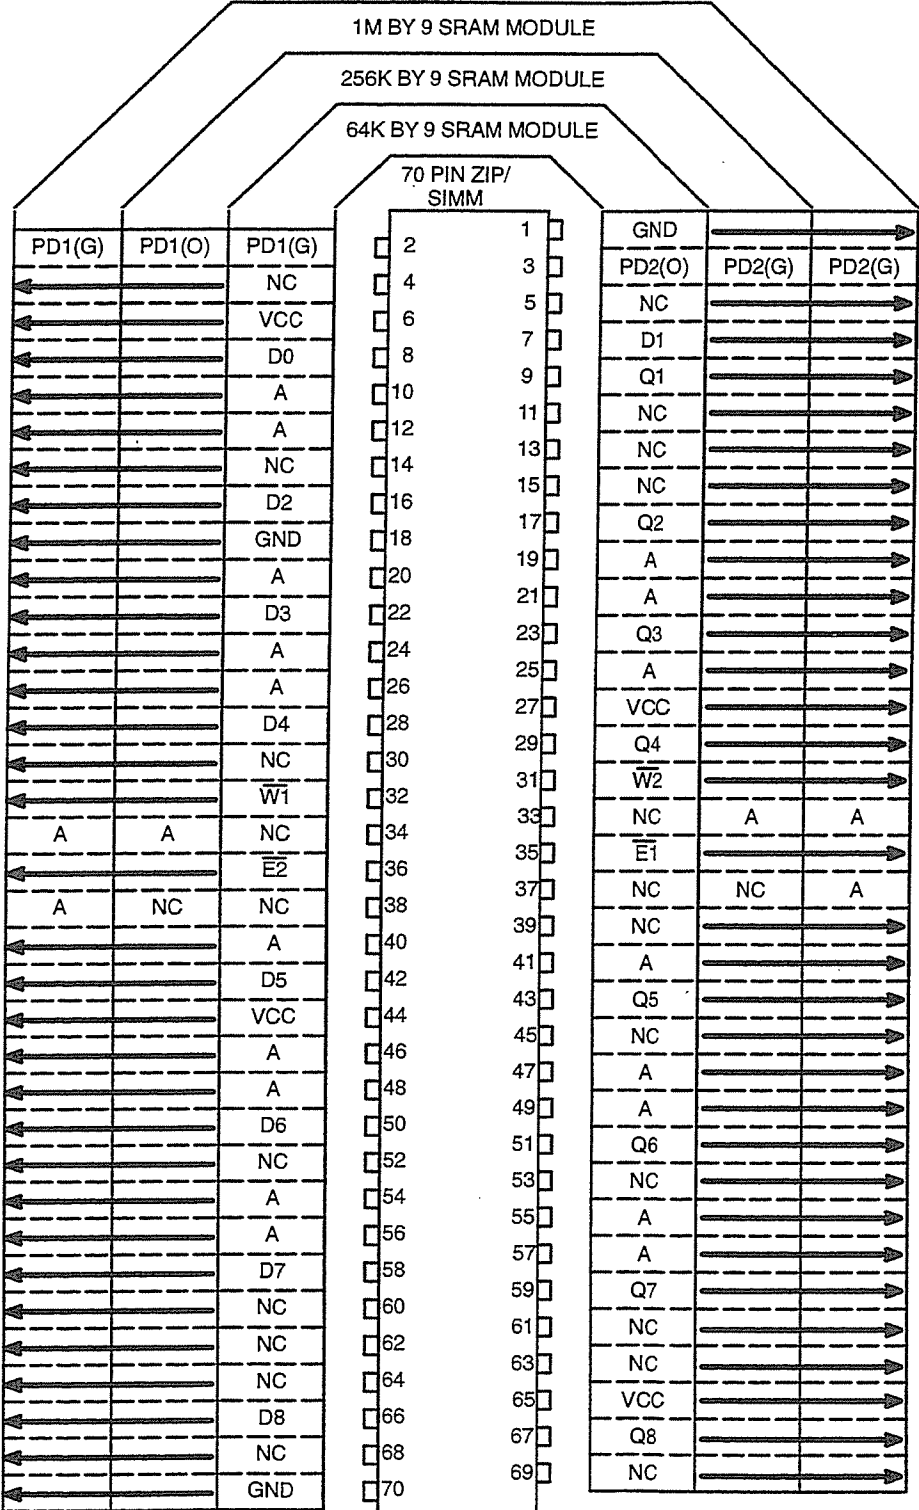 1M BY 9 SRAM MODULE
256K BY 9 SRAM MODULE
64K BY 9 SRAM MODULE
70 PIN ZIP/
SIMM
1 GND
PD1(G) PD1(O) PD1(G) 2
3 PD2(O) PD2(G) PD2(G)
NC 4
5 NC
VCC 6
7 D1
D0 8
9 Q1
A 10
11 NC
A 12
13 NC
NC 14
15 NC
D2 16
17 Q2
GND 18
19 A
A 20
21 A
D3 22
23 Q3
A 24
25 A
A 26
27 VCC
D4 28
29 Q4
NC 30
31 W̅2̅
W̅1̅ 32
33 NC A A
A A NC 34
35 E̅1̅
E̅2̅ 36
37 NC NC A
A NC NC 38
39 NC
A 40
41 A
D5 42
43 Q5
VCC 44
45 NC
A 46
47 A
A 48
49 A
D6 50
51 Q6
NC 52
53 NC
A 54
55 A
A 56
57 A
D7 58
59 Q7
NC 60
61 NC
NC 62
63 NC
NC 64
65 VCC
D8 66
67 Q8
NC 68
69 NC
GND 70